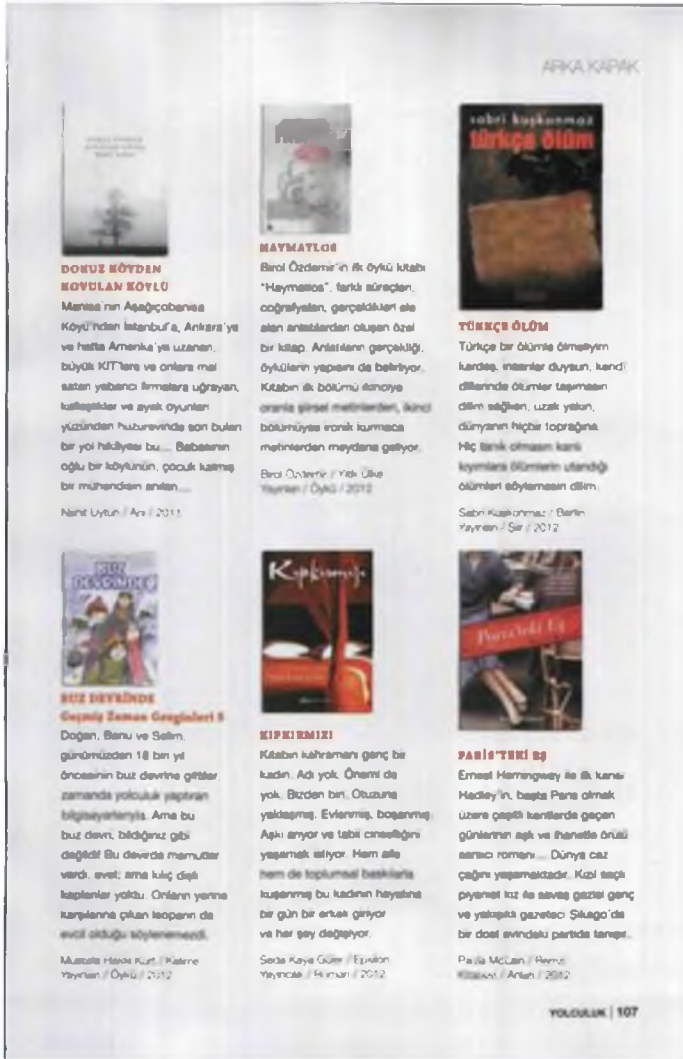 ARKA KAPAK
DOKUZ KÖYDEN
KOVULAN KÖYLÜ
Manisa'nın Aşağıçobanisa
Köyü'nden İstanbul'a, Ankara'ya
ve hatta Amerika'ya uzanan,
büyük KİT'lere ve onlara mal
satan yabancı firmalara uğrayan,
kalleşlikler ve ayak oyunları
yüzünden huzurevinde son bulan
bir yol hikâyesi bu... Babasının
oğlu bir köylünün, çocuk kalmış
bir mühendisin anıları...
Nahit Uytun / Anı / 2011
HAYMATLOS
Birol Özdemir'in ilk öykü kitabı
"Haymatlos", farklı süreçleri,
coğrafyaları, gerçeklikleri ele
alan anlatılardan oluşan özel
bir kitap. Anlatıların gerçekliği,
öykülerin yapısını da belirliyor.
Kitabın ilk bölümü ikinciye
oranla şiirsel metinlerden, ikinci
bölümüyse ironik kurmaca
metinlerden meydana geliyor.
Birol Özdemir / Yitik Ülke
Yayınları / Öykü / 2012
sabri kuşkonmaz
türkçe ölüm
TÜRKÇE ÖLÜM
Türkçe bir ölümle ölmeliyim
kardeş, insanlar duysun, kendi
dillerinde ölümler taşımasın
dilim sağken, uzak yakın,
dünyanın hiçbir toprağına.
Hiç tanık olmasın kanlı
kıyımlara ölümlerin utandığı
ölümleri söylemesin dilim.
Sabri Kuşkonmaz / Berfin
Yayınları / Şiir / 2012
BUZ
DEVRİNDE
BUZ DEVRİNDE
Geçmiş Zaman Gezginleri 5
Doğan, Banu ve Selim,
günümüzden 18 bin yıl
öncesinin buz devrine gittiler,
zamanda yolculuk yaptıran
bilgisayarlarıyla. Ama bu
buz devri, bildiğiniz gibi
değildi! Bu devirde mamutlar
vardı, evet; ama kılıç dişli
kaplanlar yoktu. Onların yerine
karşılarına çıkan leoparın da
evcil olduğu söylenemezdi.
Mustafa Hakkı Kurt / Kelime
Yayınları / Öykü / 2012
Kıpkırmızı
KIPKIRMIZI
Kitabın kahramanı genç bir
kadın. Adı yok. Önemi de
yok. Bizden biri. Otuzuna
yaklaşmış. Evlenmiş, boşanmış.
Aşkı arıyor ve tabii cinselliğini
yaşamak istiyor. Hem aile
hem de toplumsal baskılarla
kuşanmış bu kadının hayatına
bir gün bir erkek giriyor
ve her şey değişiyor.
Seda Kaya Güler / Epsilon
Yayıncılık / Roman / 2012
Paris'teki Eş
PARİS'TEKİ EŞ
Ernest Hemingway ile ilk karısı
Hadley'in, başta Paris olmak
üzere çeşitli kentlerde geçen
günlerinin aşk ve ihanetle örülü
sarsıcı romanı... Dünya caz
çağını yaşamaktadır. Kızıl saçlı
piyanist kız ile savaş gazisi genç
ve yakışıklı gazeteci Şikago'da
bir dost evindeki partide tanışır...
Paula McLain / Remzi
Kitabevi / Anlatı / 2012
YOLCULUK | 107